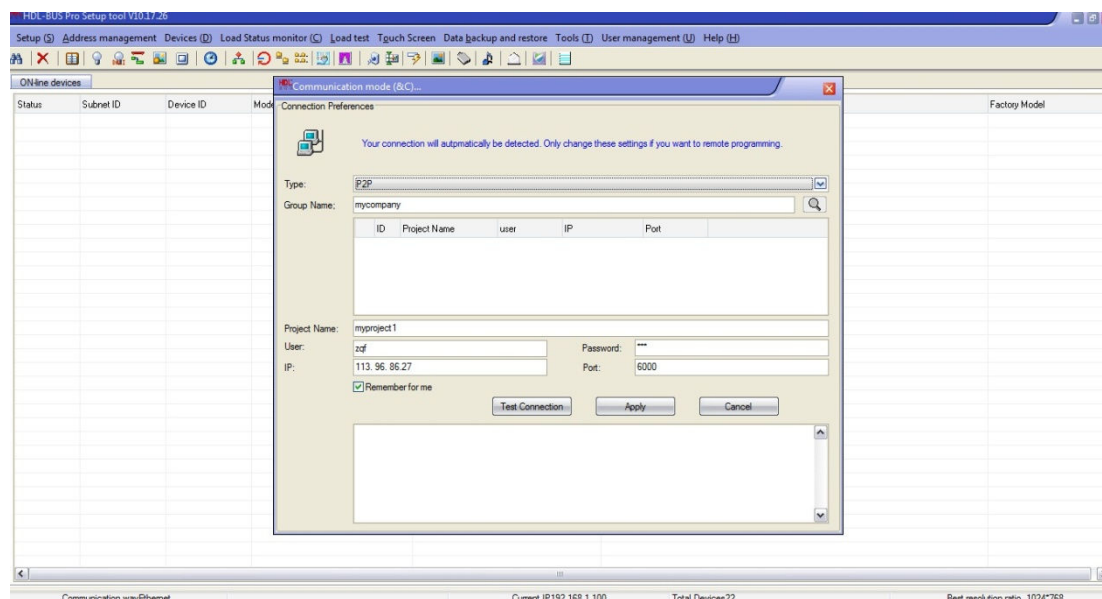 HDL-BUS Pro Setup tool V10.17.26
Setup (S) Address management Devices (D) Load Status monitor (C) Load test Touch Screen Data backup and restore Tools (T) User management (U) Help (H)
ON-line devices
Status Subnet ID Device ID Mode Factory Model
Communication mode (&C)...
Connection Preferences
Your connection will autpmatically be detected. Only change these settings if you want to remote programming.
Type: P2P
Group Name: mycompany
ID Project Name user IP Port
Project Name: myproject1
User: zqf Password: ***
IP: 113. 96. 86.27 Port: 6000
Remember for me
Test Connection Apply Cancel
Communication way:Ethernet Current IP192.168.1.100 Total Devices?? Best resolution ratio 1024*768